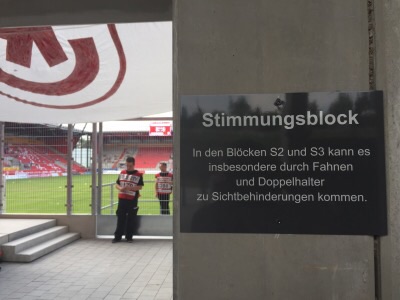 Stimmungsblock
In den Blöcken S2 und S3 kann es
insbesondere durch Fahnen
und Doppelhalter
zu Sichtbehinderungen kommen.